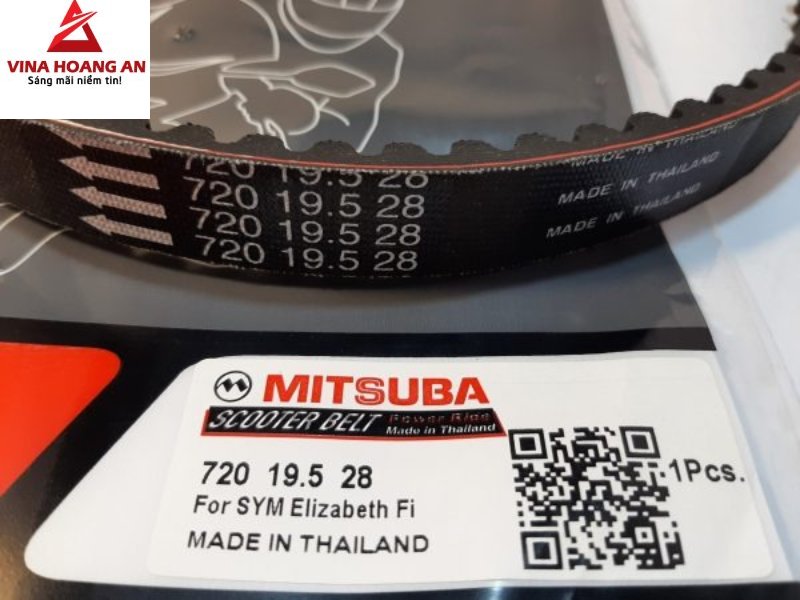 VINA HOANG AN
Sáng mãi niềm tin!
720 19.5 28
720 19.5 28
720 19.5 28
720 19.5 28
MADE IN THAILAND
MADE IN THAILAND
MADE IN THAILAND
MITSUBA
SCOOTER BELT Power Plus
Made in Thailand
720 19.5 28
1Pcs.
For SYM Elizabeth Fi
MADE IN THAILAND